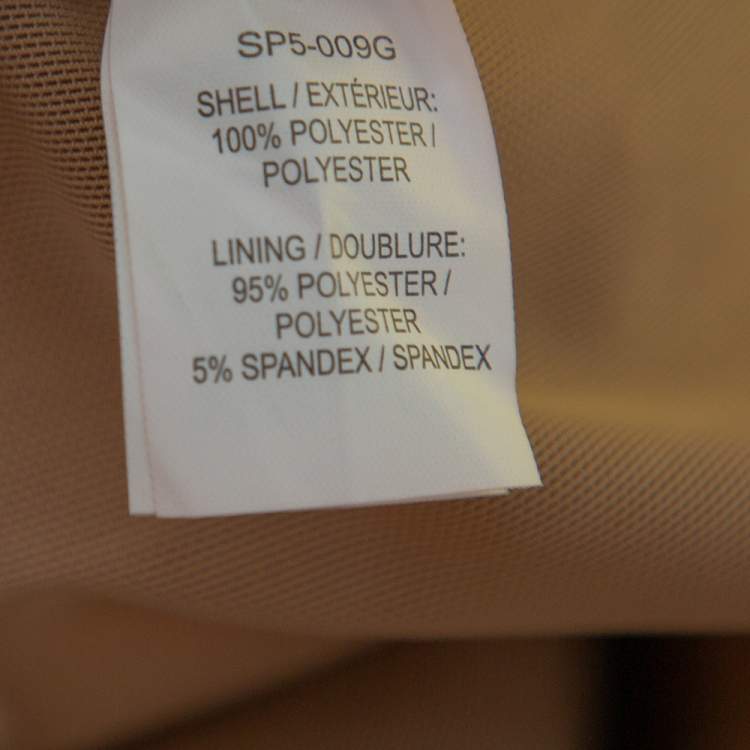 SP5-009G
SHELL / EXTÉRIEUR:
100% POLYESTER /
POLYESTER
LINING / DOUBLURE:
95% POLYESTER /
POLYESTER
5% SPANDEX / SPANDEX